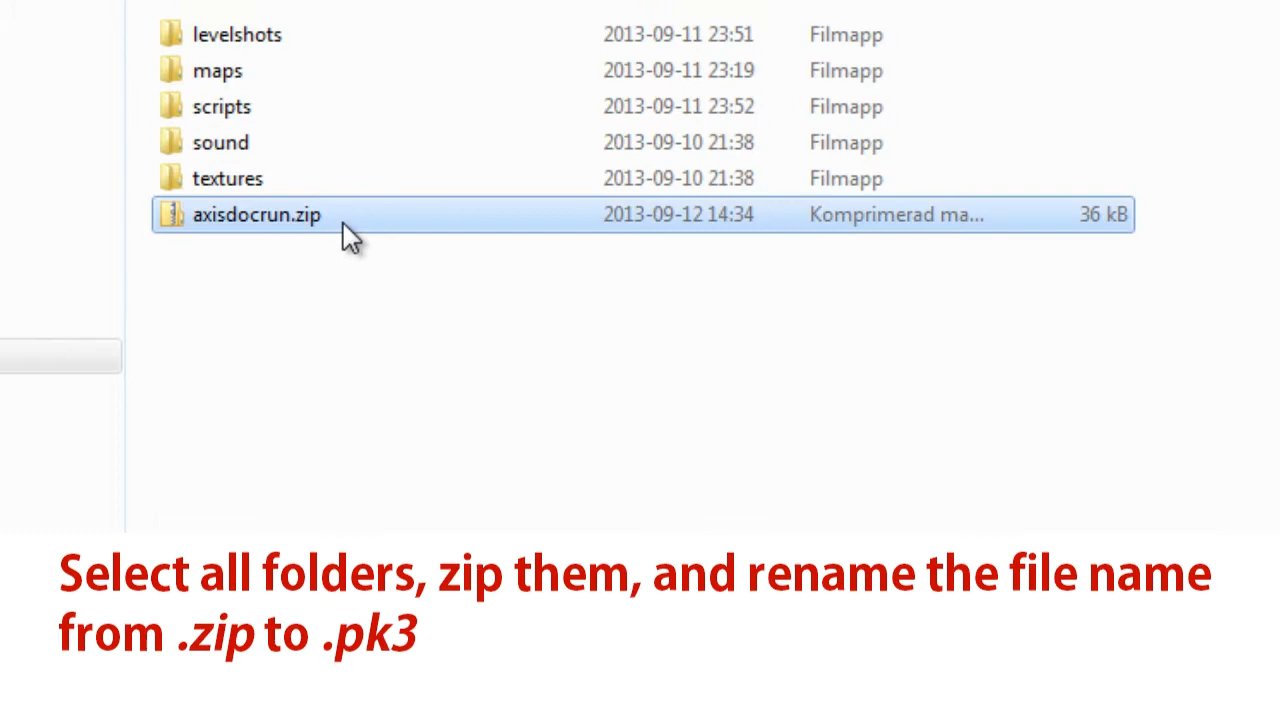 levelshots 2013-09-11 23:51 Filmapp
maps 2013-09-11 23:19 Filmapp
scripts 2013-09-11 23:52 Filmapp
sound 2013-09-10 21:38 Filmapp
textures 2013-09-10 21:38 Filmapp
axisdocrun.zip 2013-09-12 14:34 Komprimerad ma... 36 kB
Select all folders, zip them, and rename the file name
from .zip to .pk3